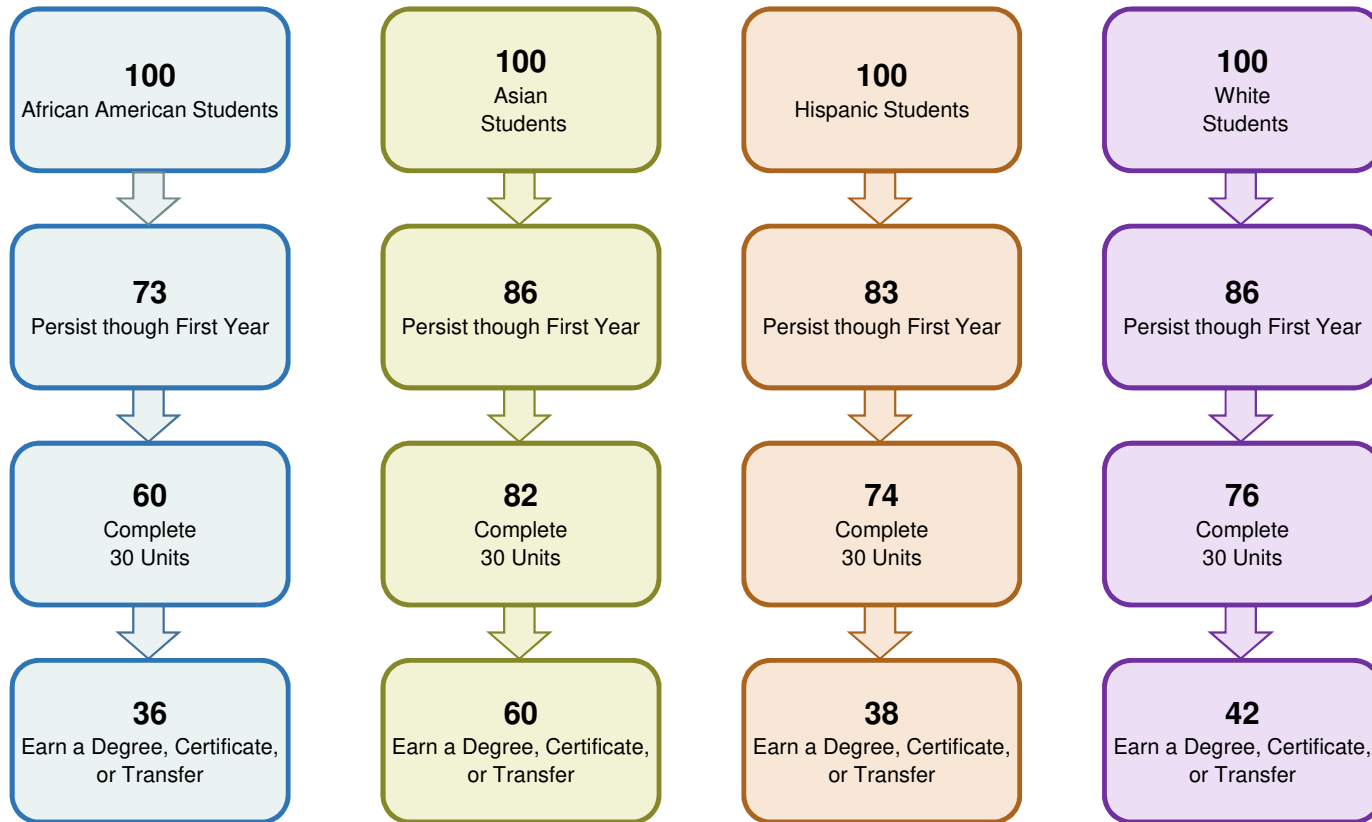 100
African American Students
100
Asian
Students
100
Hispanic Students
100
White
Students
73
Persist though First Year
86
Persist though First Year
83
Persist though First Year
86
Persist though First Year
60
Complete
30 Units
82
Complete
30 Units
74
Complete
30 Units
76
Complete
30 Units
36
Earn a Degree, Certificate,
or Transfer
60
Earn a Degree, Certificate,
or Transfer
38
Earn a Degree, Certificate,
or Transfer
42
Earn a Degree, Certificate,
or Transfer